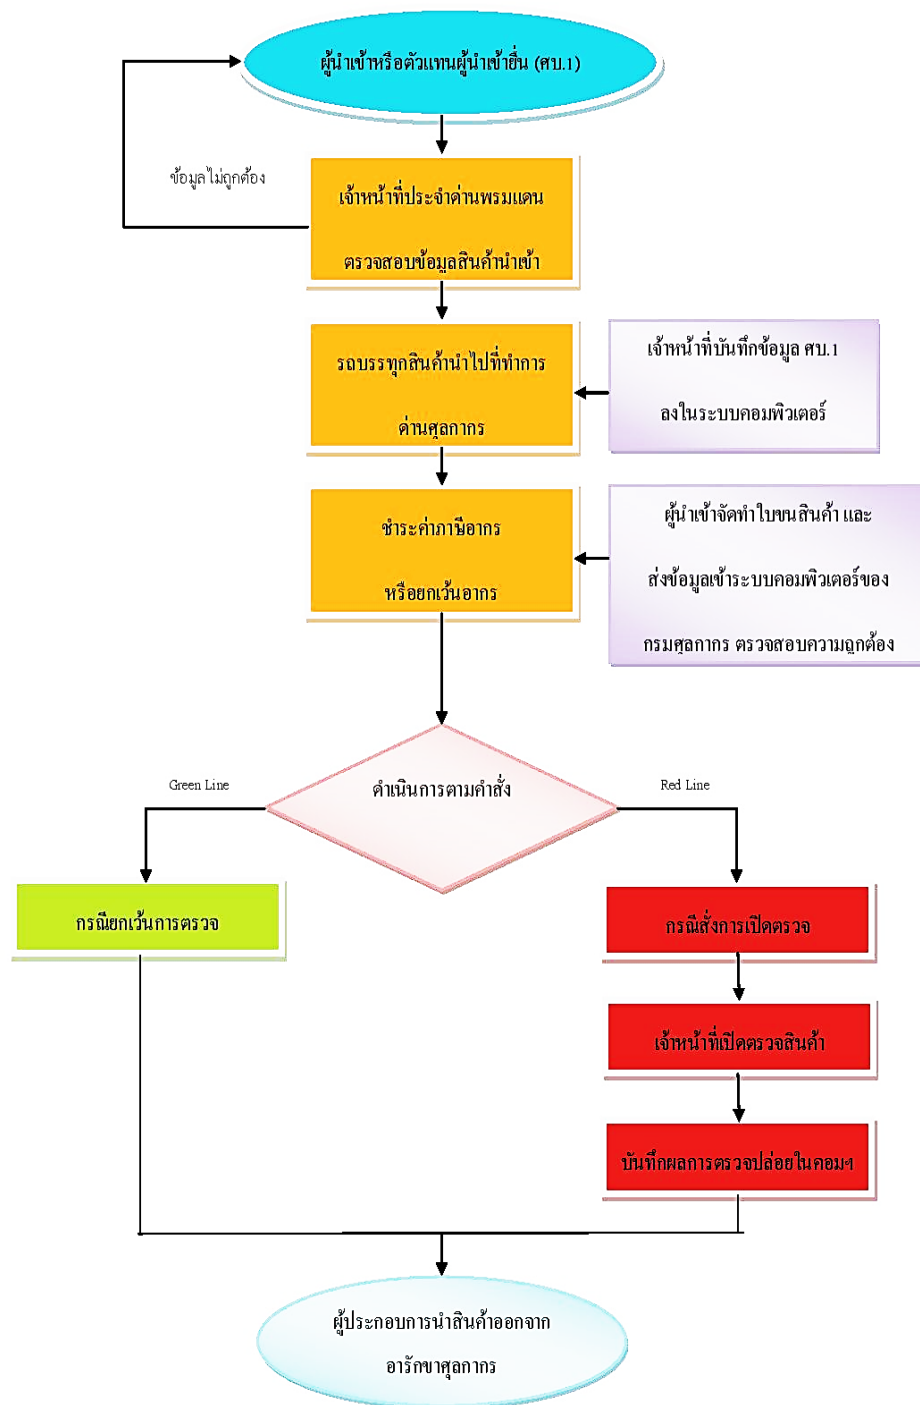 ผู้นำเข้าหรือตัวแทนผู้นำเข้ายื่น (ศบ.1)
ข้อมูลไม่ถูกต้อง
เจ้าหน้าที่ประจำด่านพรมแดน
ตรวจสอบข้อมูลสินค้านำเข้า
รถบรรทุกสินค้านำไปที่ทำการ
ด่านศุลกากร
เจ้าหน้าที่บันทึกข้อมูล ศบ.1
ลงในระบบคอมพิวเตอร์
ชำระค่าภาษีอากร
หรือยกเว้นอากร
ผู้นำเข้าจัดทำใบขนสินค้า และ
ส่งข้อมูลเข้าระบบคอมพิวเตอร์ของ
กรมศุลกากร ตรวจสอบความถูกต้อง
ดำเนินการตามคำสั่ง
Green Line
Red Line
กรณียกเว้นการตรวจ
กรณีสั่งการเปิดตรวจ
เจ้าหน้าที่เปิดตรวจสินค้า
บันทึกผลการตรวจปล่อยในคอมฯ
ผู้ประกอบการนำสินค้าออกจาก
อารักขาศุลกากร